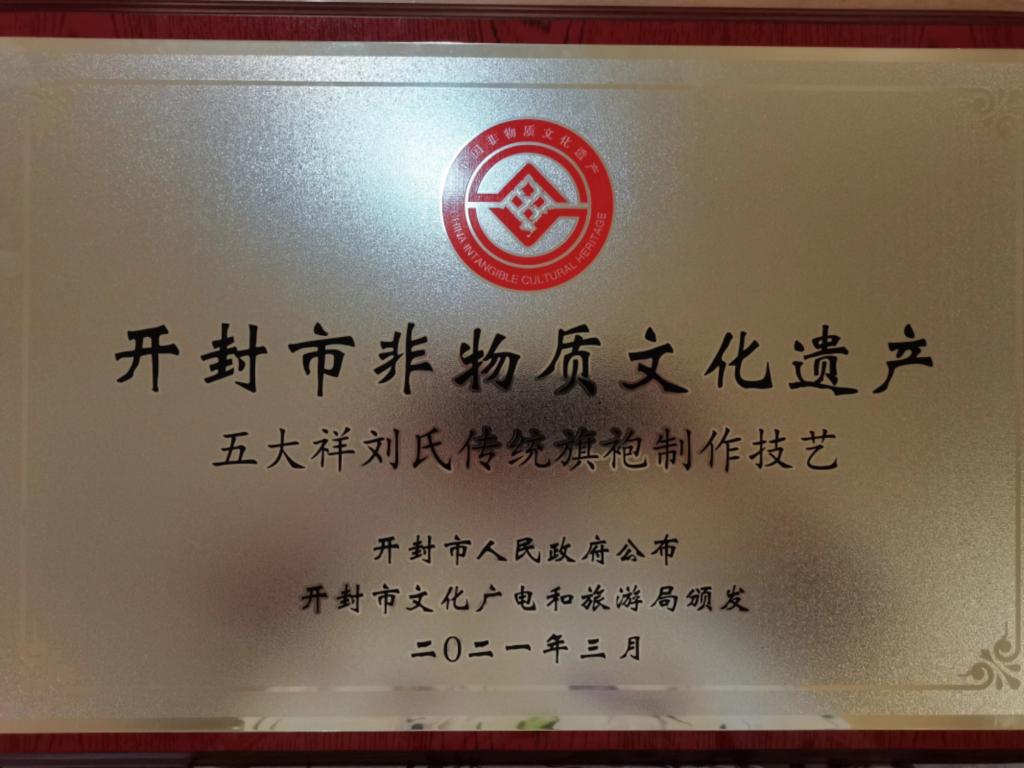 中国非物质文化遗产
CHINA INTANGIBLE CULTURAL HERITAGE
开封市非物质文化遗产
五大祥刘氏传统旗袍制作技艺
开封市人民政府公布
开封市文化广电和旅游局颁发
二〇二一年三月